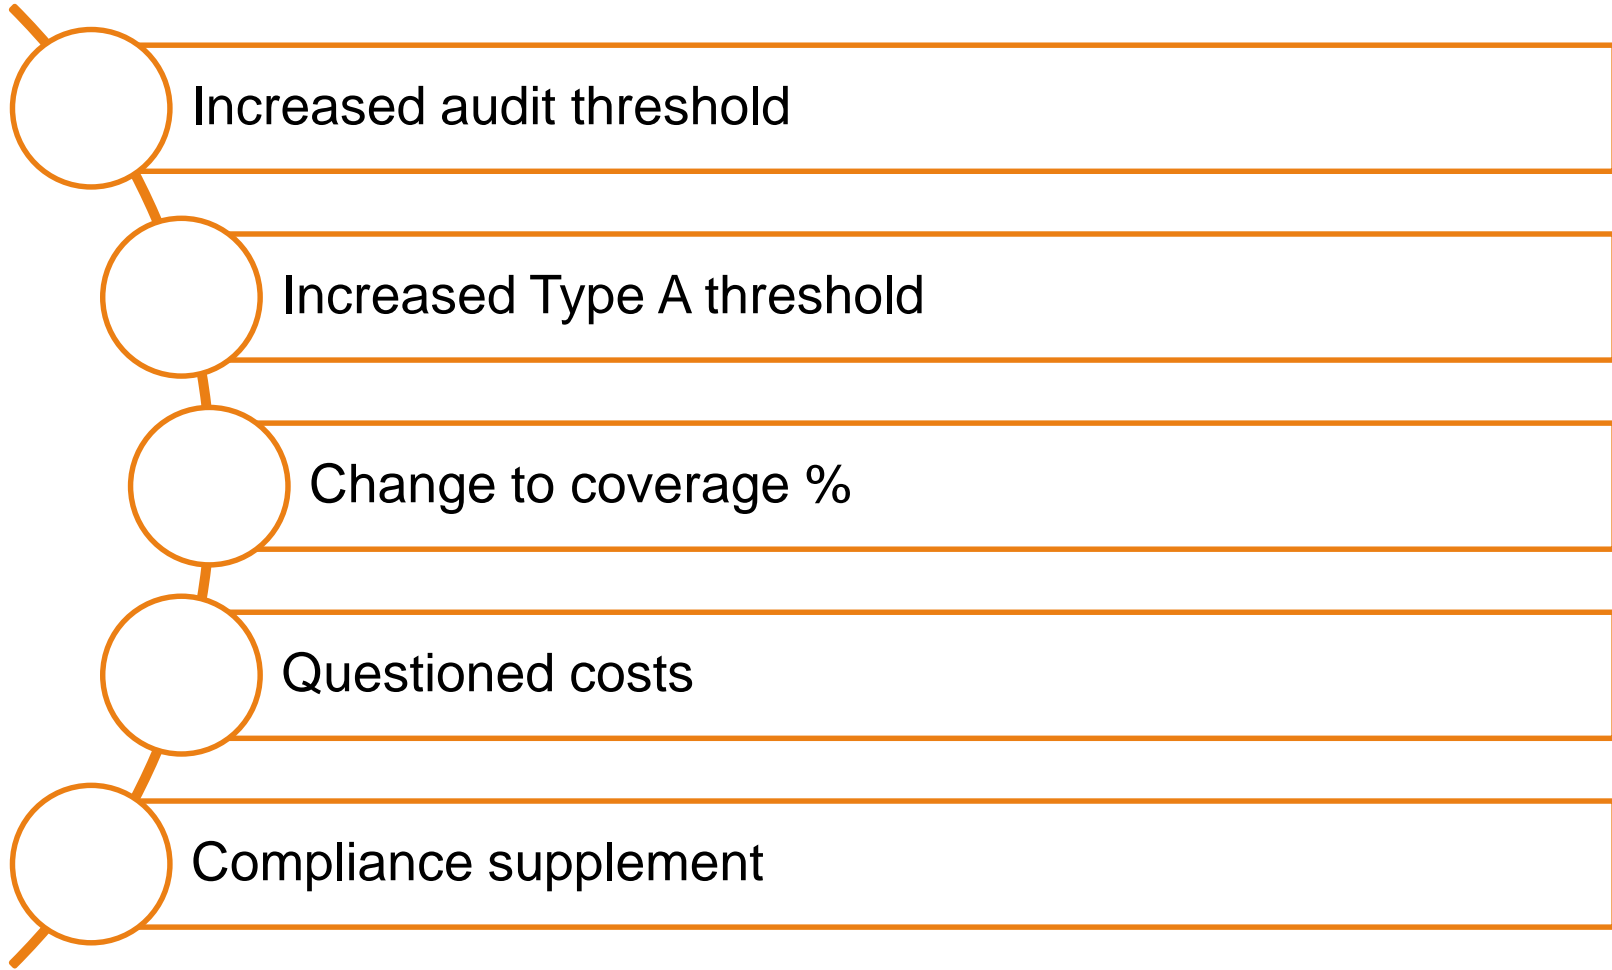 Increased audit threshold
Increased Type A threshold
Change to coverage %
Questioned costs
Compliance supplement